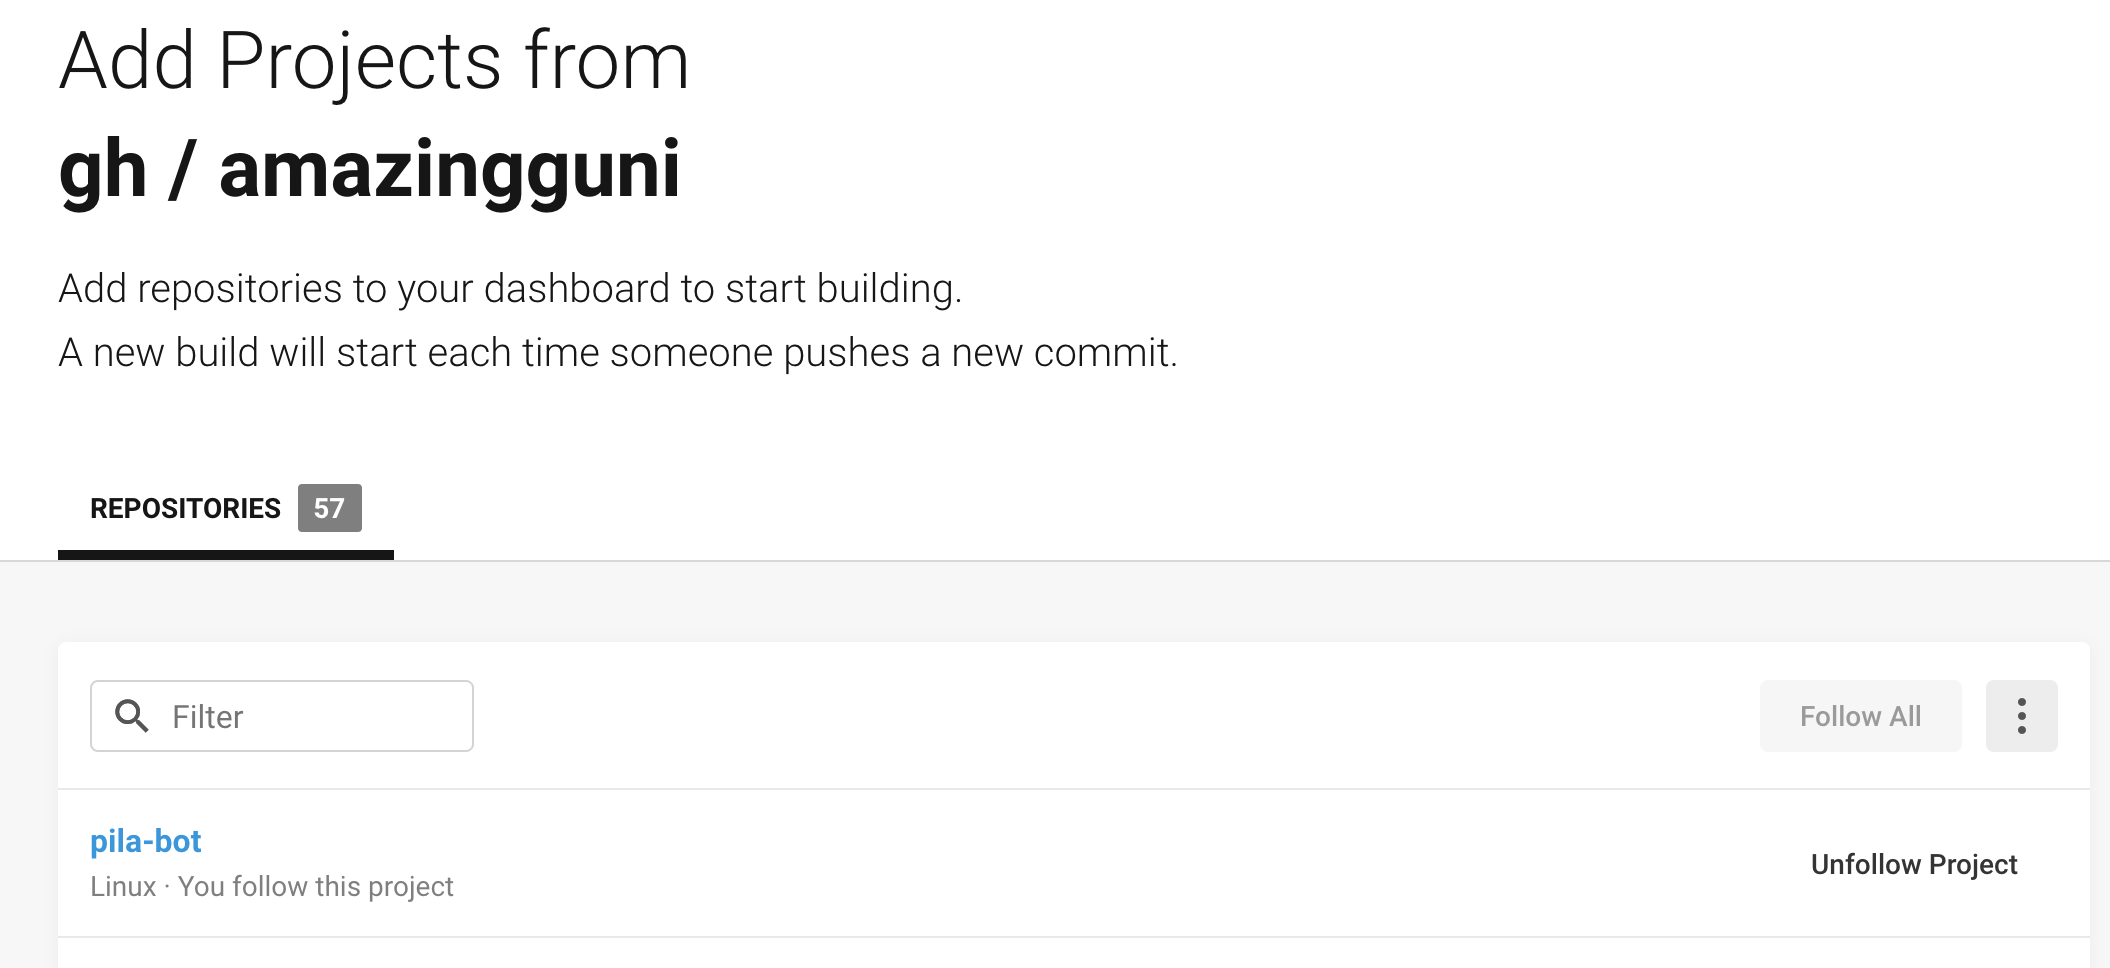 Add Projects from
gh / amazingguni
Add repositories to your dashboard to start building.
A new build will start each time someone pushes a new commit.
REPOSITORIES 57
Filter
Follow All
pila-bot
Linux · You follow this project
Unfollow Project